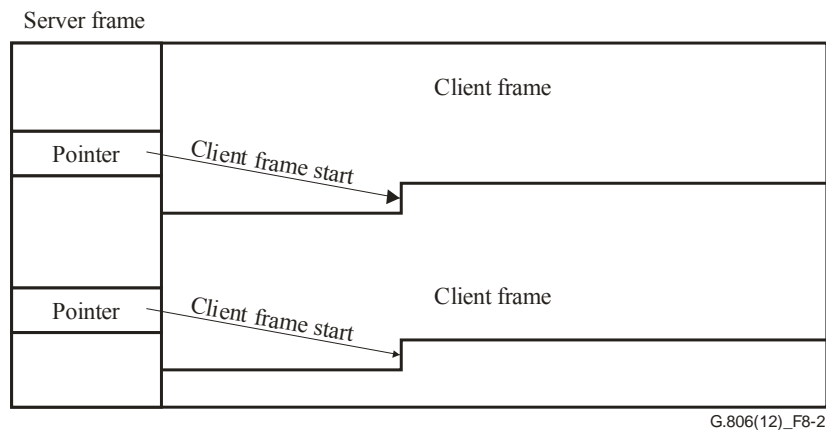 Server frame
Client frame
Pointer
Client frame start
Client frame
Pointer
Client frame start
G.806(12)_F8-2